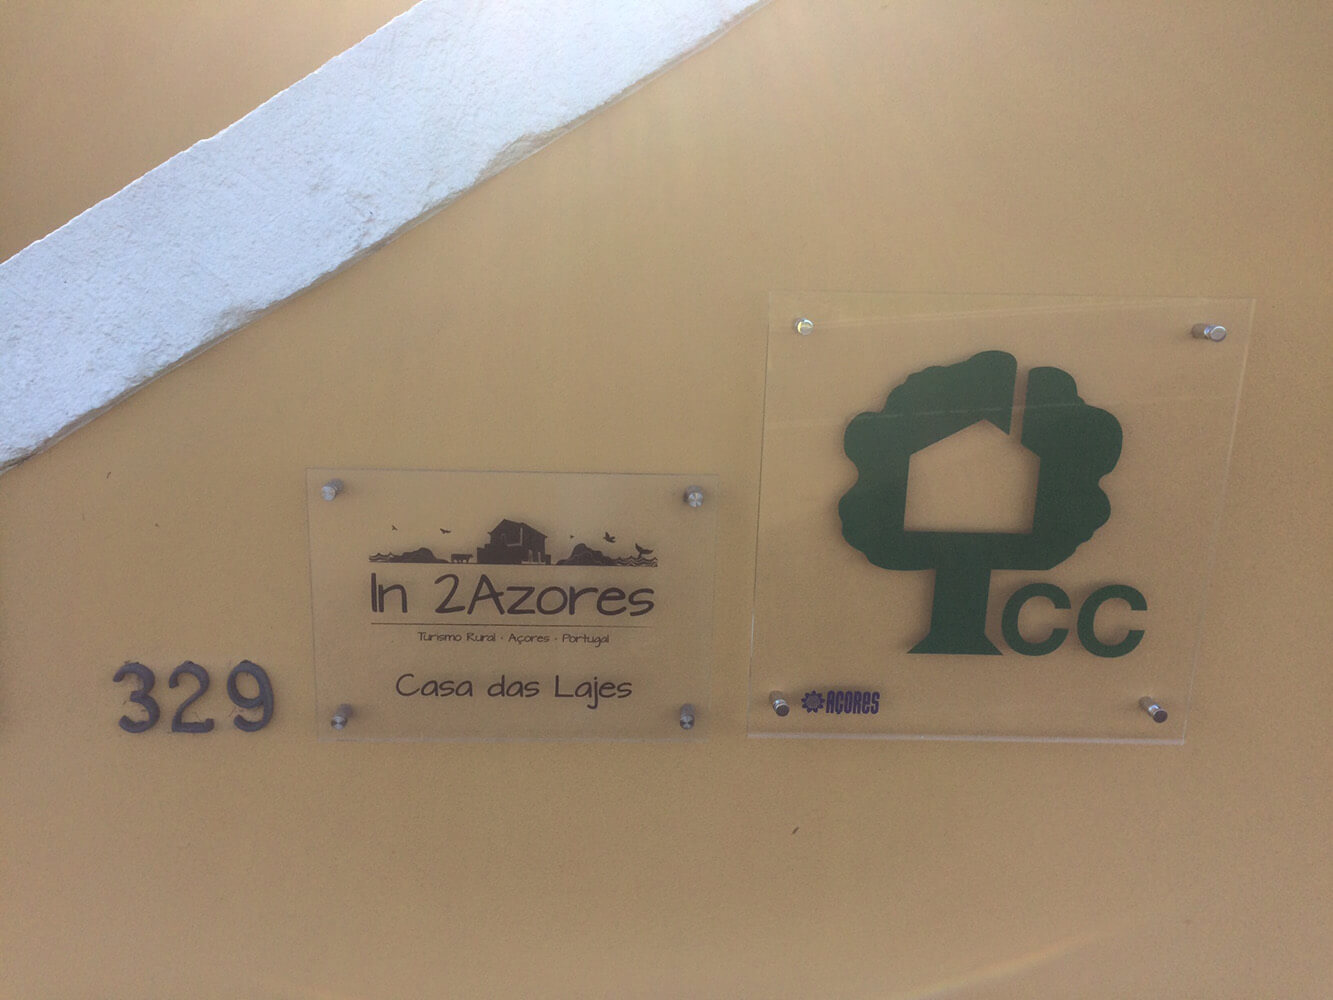 329
In 2Azores
Turismo Rural · Açores · Portugal
Casa das Lajes
CC
AÇORES